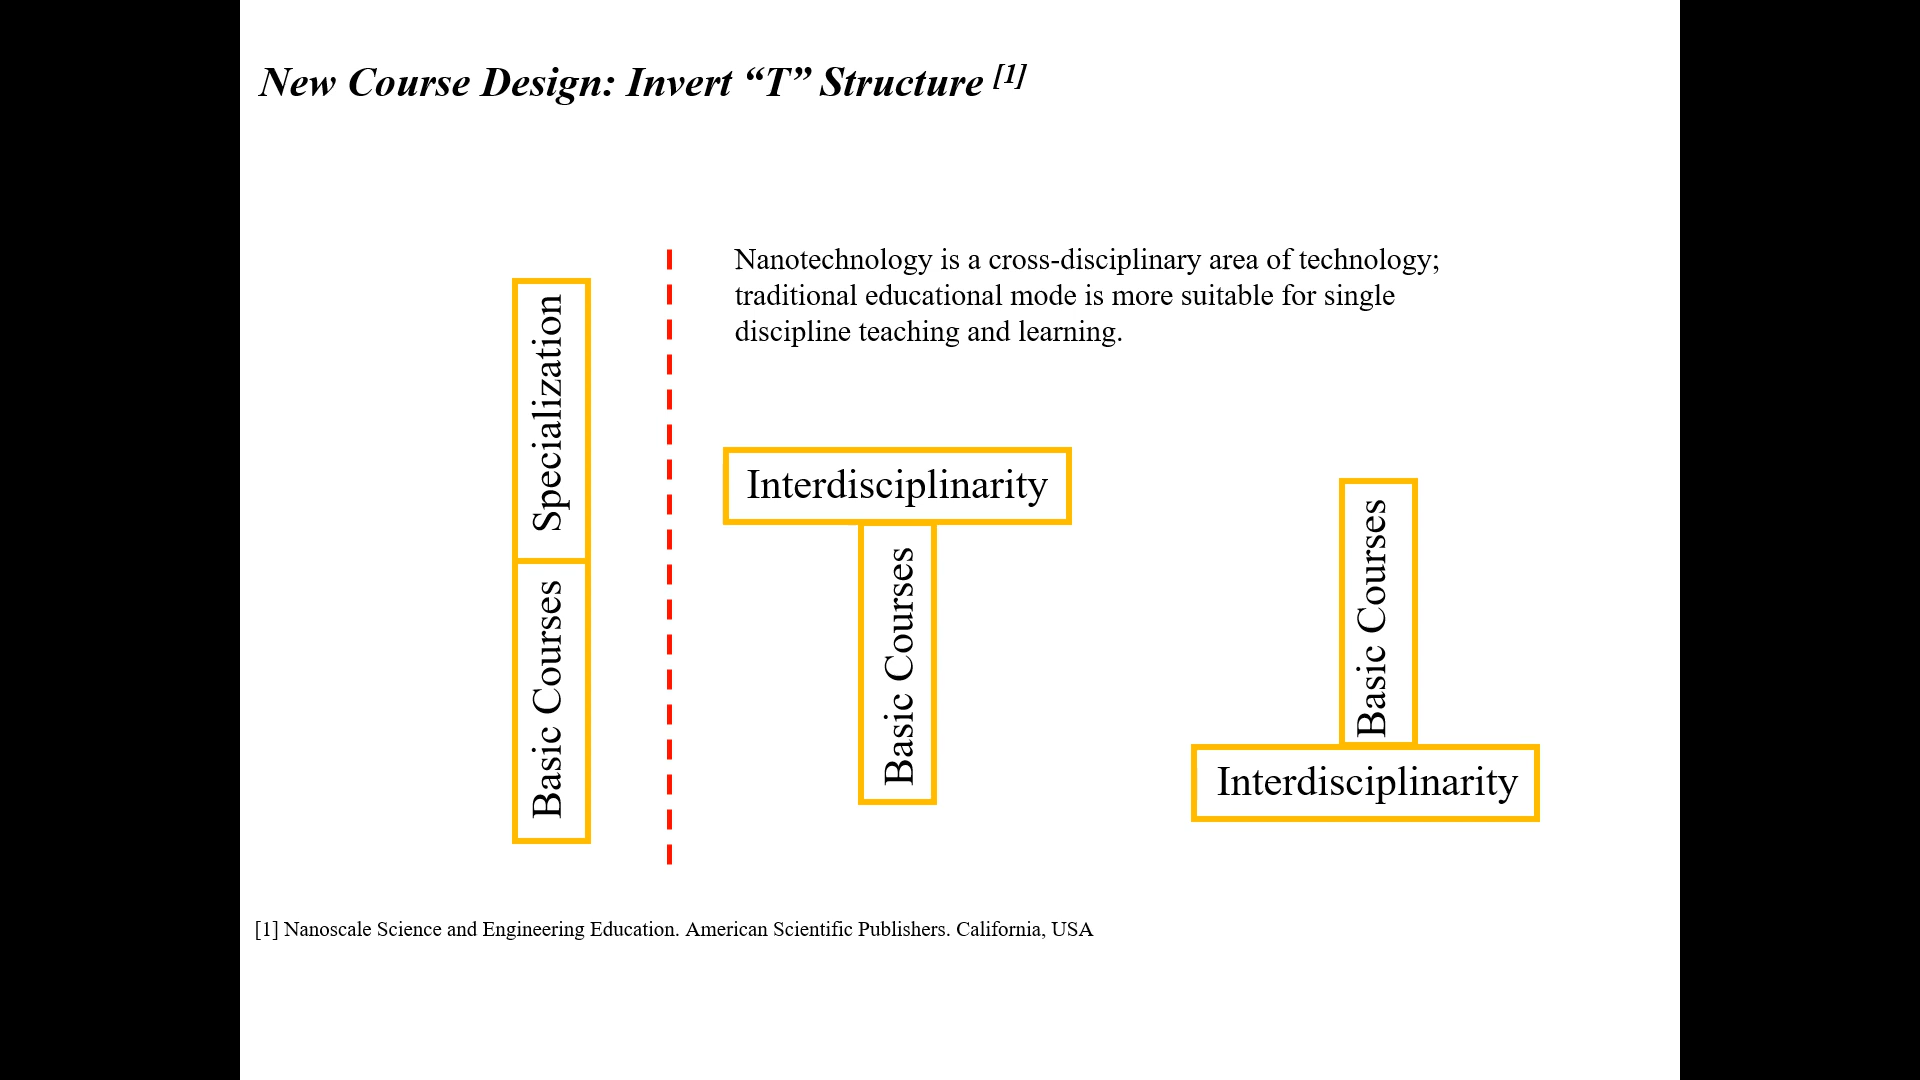 New Course Design: Invert “T” Structure [1]
Nanotechnology is a cross-disciplinary area of technology;
traditional educational mode is more suitable for single
discipline teaching and learning.
Specialization
Basic Courses
Interdisciplinarity
Basic Courses
Basic Courses
Interdisciplinarity
[1] Nanoscale Science and Engineering Education. American Scientific Publishers. California, USA